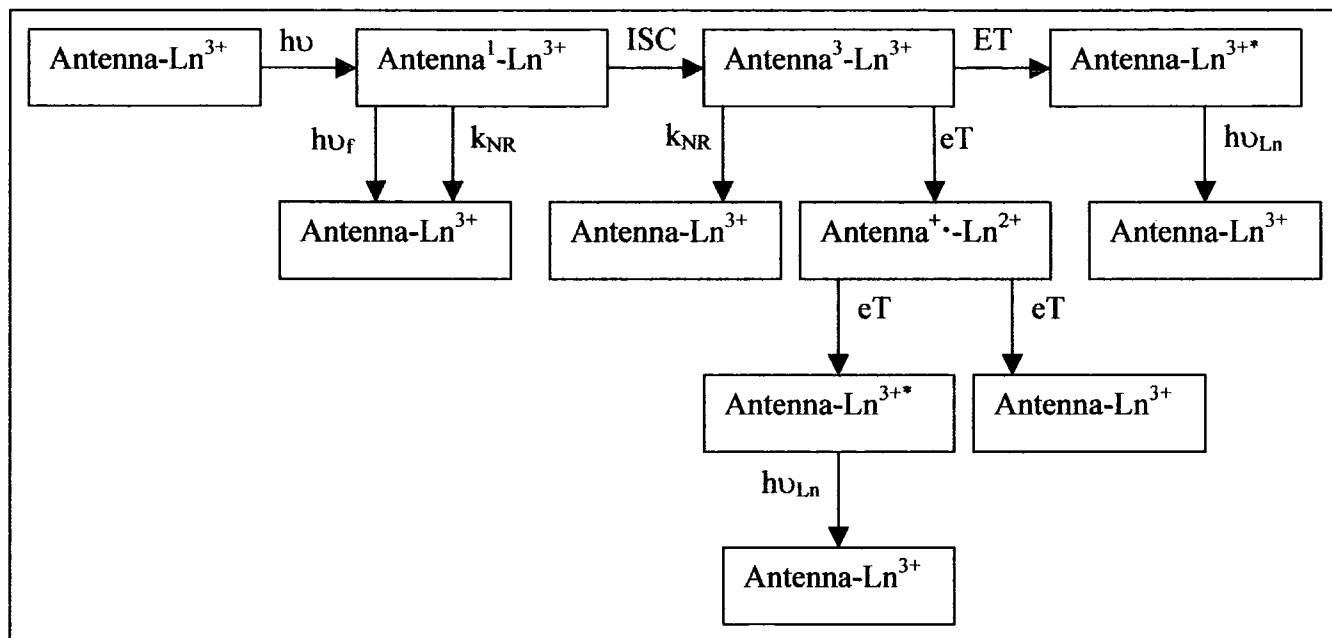 Antenna-Ln³⁺ hυ Antenna¹-Ln³⁺ ISC Antenna³-Ln³⁺ ET Antenna-Ln³⁺*
hυf kNR kNR eT hυLn
Antenna-Ln³⁺ Antenna-Ln³⁺ Antenna⁺·-Ln²⁺ Antenna-Ln³⁺
eT eT
Antenna-Ln³⁺* Antenna-Ln³⁺
hυLn
Antenna-Ln³⁺